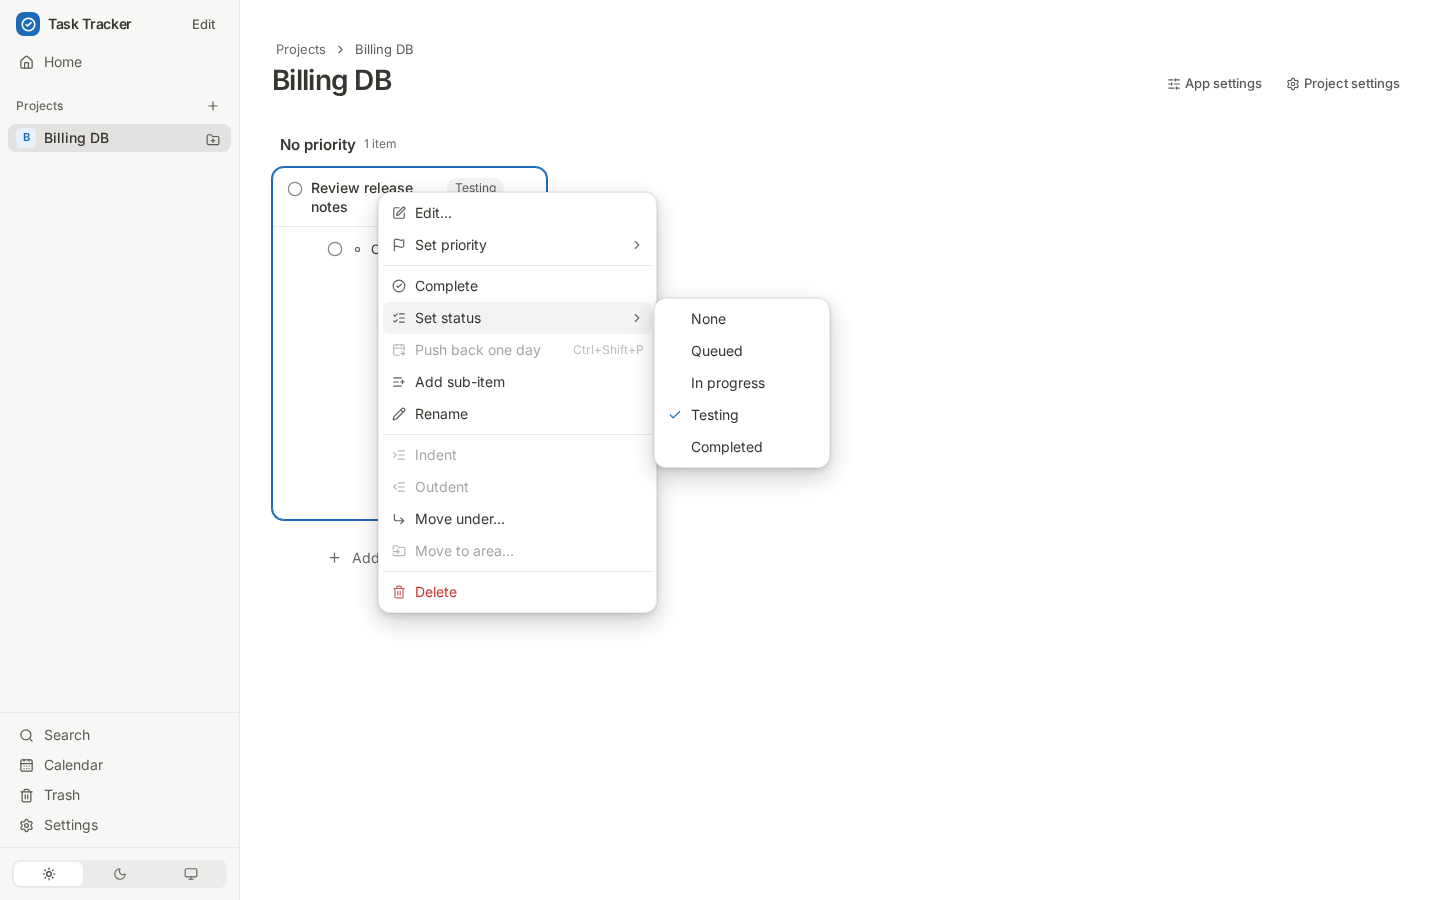 Task Tracker
Edit
Home
Projects
B
Billing DB
Search
Calendar
Trash
Settings
Projects
Billing DB
Billing DB
App settings
Project settings
No priority
1 item
Review release
notes
Testing
Add
Edit...
Set priority
Complete
Set status
Push back one day
Ctrl+Shift+P
Add sub-item
Rename
Indent
Outdent
Move under...
Move to area...
Delete
None
Queued
In progress
Testing
Completed